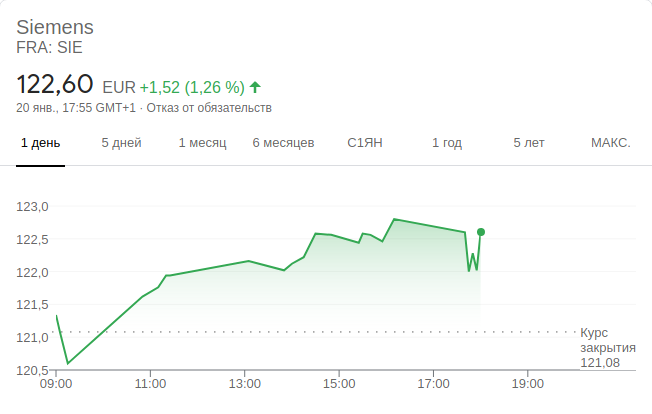 Siemens
FRA: SIE
122,60 EUR +1,52 (1,26 %)
20 янв., 17:55 GMT+1 · Отказ от обязательств
1 день 5 дней 1 месяц 6 месяцев С1ЯН 1 год 5 лет МАКС.
123,0
122,5
122,0
121,5
121,0
120,5
Курс
закрытия
121,08
09:00 11:00 13:00 15:00 17:00 19:00